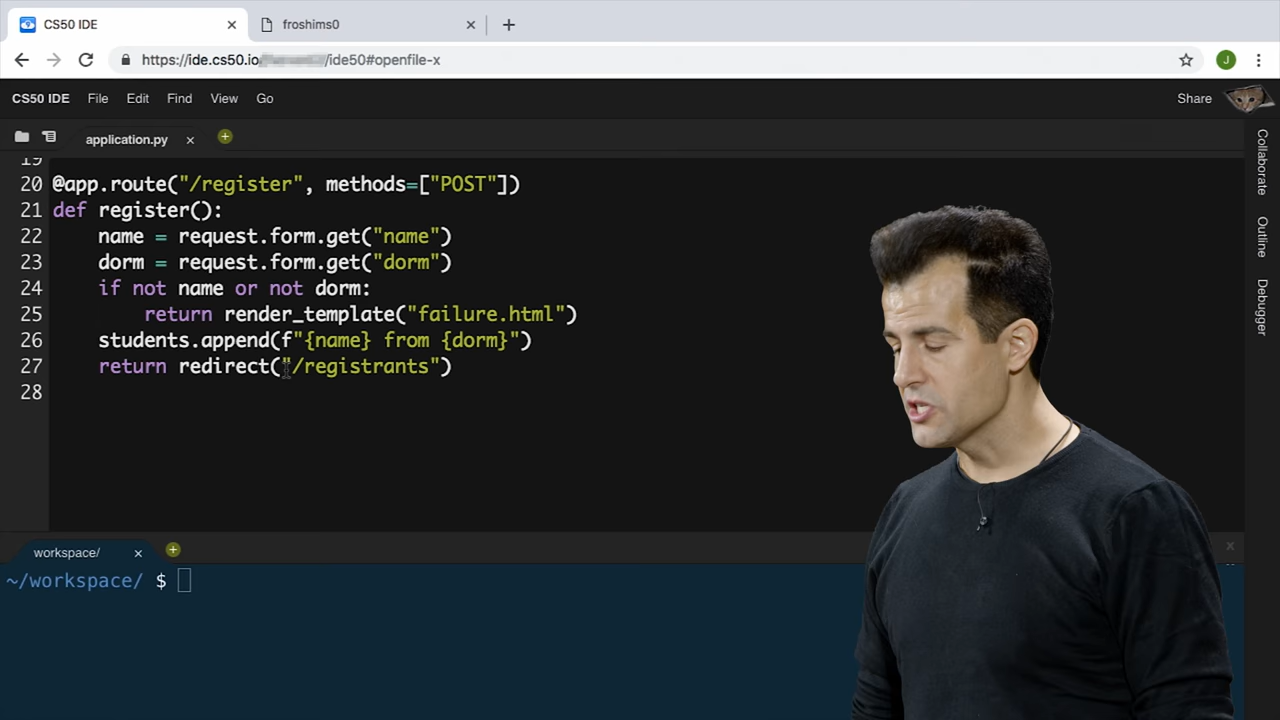 CS50 IDE
froshims0
https://ide.cs50.io/ /ide50#openfile-x
J
CS50 IDE File Edit Find View Go Share
application.py
19
20 @app.route("/register", methods=["POST"])
21 def register():
22 name = request.form.get("name")
23 dorm = request.form.get("dorm")
24 if not name or not dorm:
25 return render_template("failure.html")
26 students.append(f"{name} from {dorm}")
27 return redirect("/registrants")
28
Collaborate
Outline
Debugger
workspace/
~/workspace/ $